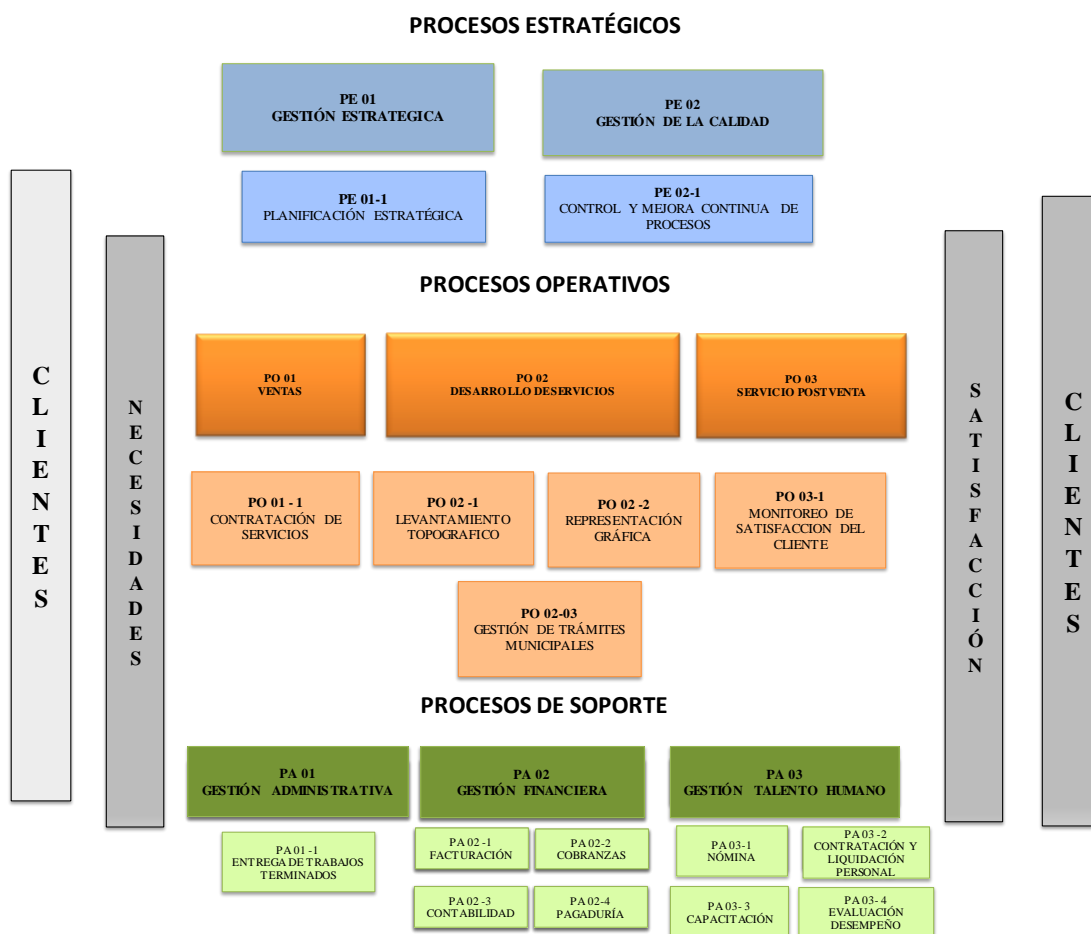 PROCESOS ESTRATÉGICOS
PE 01
GESTIÓN ESTRATEGICA
PE 02
GESTIÓN DE LA CALIDAD
PE 01-1
PLANIFICACIÓN ESTRATÉGICA
PE 02-1
CONTROL Y MEJORA CONTINUA DE
PROCESOS
CLIENTES
NECESIDADES
PROCESOS OPERATIVOS
PO 01
VENTAS
PO 02
DESARROLLO DE SERVICIOS
PO 03
SERVICIO POSTVENTA
PO 01 - 1
CONTRATACIÓN DE
SERVICIOS
PO 02 -1
LEVANTAMIENTO
TOPOGRAFICO
PO 02 -2
REPRESENTACIÓN
GRÁFICA
PO 03-1
MONITOREO DE
SATISFACCION DEL
CLIENTE
PO 02-03
GESTIÓN DE TRÁMITES
MUNICIPALES
SATISFACCIÓN
CLIENTES
PROCESOS DE SOPORTE
PA 01
GESTIÓN ADMINISTRATIVA
PA 02
GESTIÓN FINANCIERA
PA 03
GESTIÓN TALENTO HUMANO
PA 01 -1
ENTREGA DE TRABAJOS
TERMINADOS
PA 02 -1
FACTURACIÓN
PA 02-2
COBRANZAS
PA 03-1
NÓMINA
PA 03 -2
CONTRATACIÓN Y
LIQUIDACIÓN
PERSONAL
PA 02 -3
CONTABILIDAD
PA 02-4
PAGADURÍA
PA 03- 3
CAPACITACIÓN
PA 03- 4
EVALUACIÓN
DESEMPEÑO